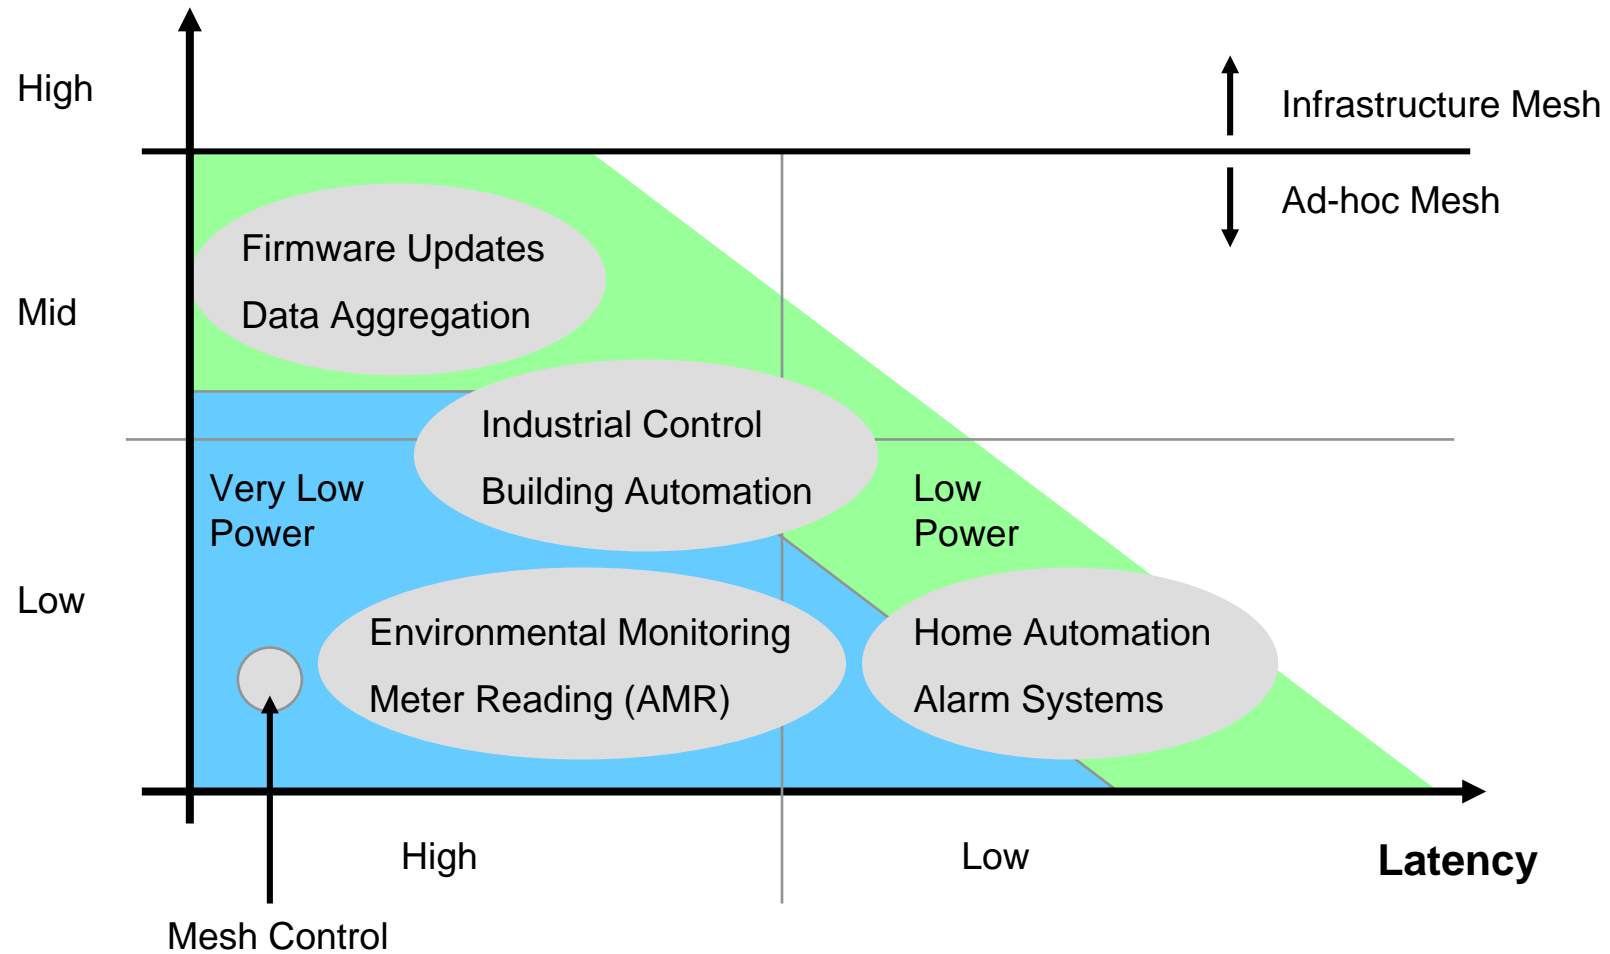 High
Infrastructure Mesh
Ad-hoc Mesh
Firmware Updates
Data Aggregation
Mid
Industrial Control
Building Automation
Very Low
Power
Low
Power
Low
Environmental Monitoring
Meter Reading (AMR)
Home Automation
Alarm Systems
High
Low
Latency
Mesh Control